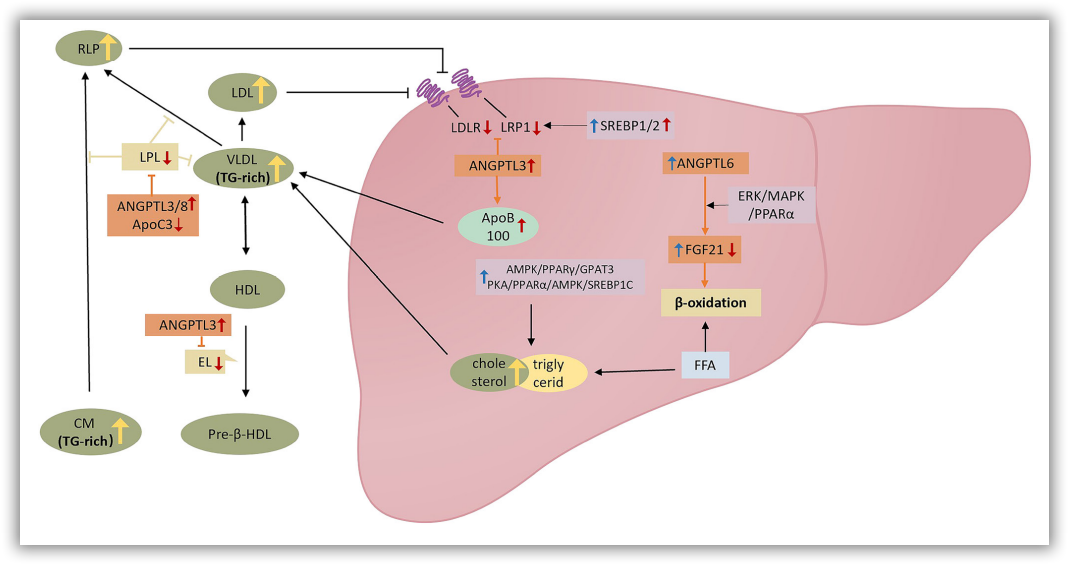 RLP
LDL
VLDL
(TG-rich)
LPL
ANGPTL3/8
ApoC3
HDL
ANGPTL3
EL
CM
(TG-rich)
Pre-β-HDL
LDLR
LRP1
SREBP1/2
ANGPTL3
ApoB
100
ANGPTL6
ERK/MAPK
/PPARα
FGF21
β-oxidation
AMPK/PPARγ/GPAT3
PKA/PPARα/AMPK/SREBP1C
chole
sterol
trigly
cerid
FFA